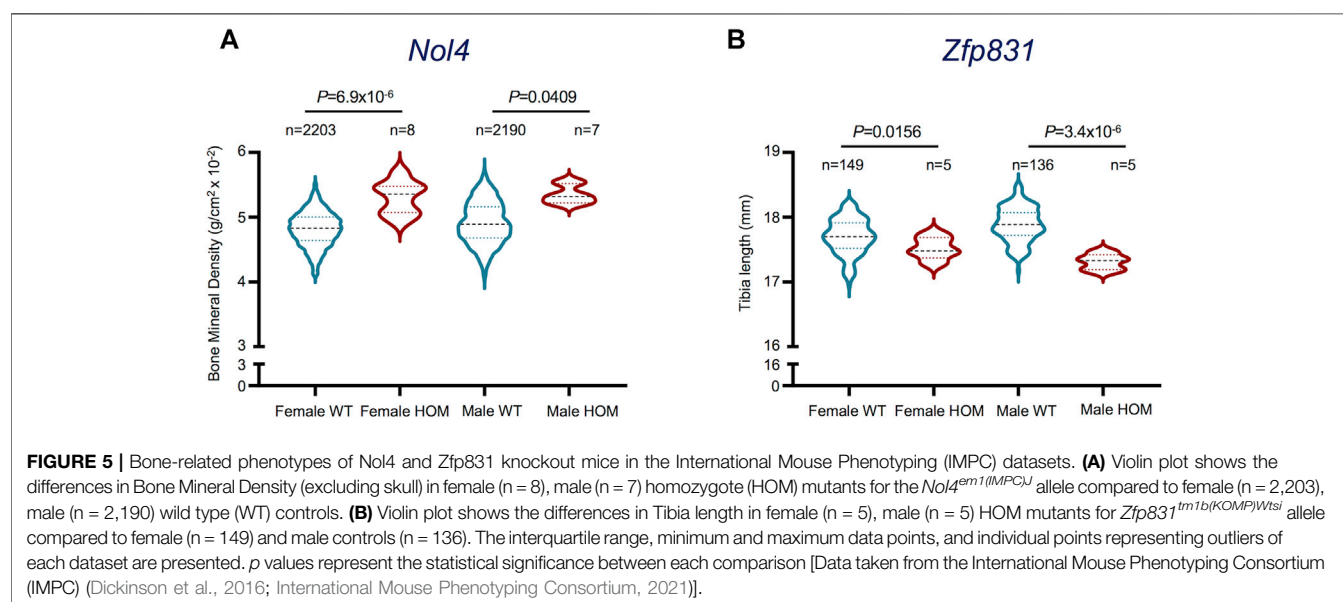 A
Nol4
P=6.9x10-6
P=0.0409
n=2203
n=8
n=2190
n=7
Bone Mineral Density (g/cm2 x 10-2)
6
5
4
3
3
0
Female WT
Female HOM
Male WT
Male HOM
B
Zfp831
P=0.0156
P=3.4x10-6
n=149
n=5
n=136
n=5
Tibia length (mm)
19
18
17
16
16
0
Female WT
Female HOM
Male WT
Male HOM
FIGURE 5 | Bone-related phenotypes of Nol4 and Zfp831 knockout mice in the International Mouse Phenotyping (IMPC) datasets. (A) Violin plot shows the
differences in Bone Mineral Density (excluding skull) in female (n = 8), male (n = 7) homozygote (HOM) mutants for the Nol4em1(IMPC)J allele compared to female (n = 2,203),
male (n = 2,190) wild type (WT) controls. (B) Violin plot shows the differences in Tibia length in female (n = 5), male (n = 5) HOM mutants for Zfp831tm1b(KOMP)Wtsi allele
compared to female (n = 149) and male controls (n = 136). The interquartile range, minimum and maximum data points, and individual points representing outliers of
each dataset are presented. p values represent the statistical significance between each comparison [Data taken from the International Mouse Phenotyping Consortium
(IMPC) (Dickinson et al., 2016; International Mouse Phenotyping Consortium, 2021)].